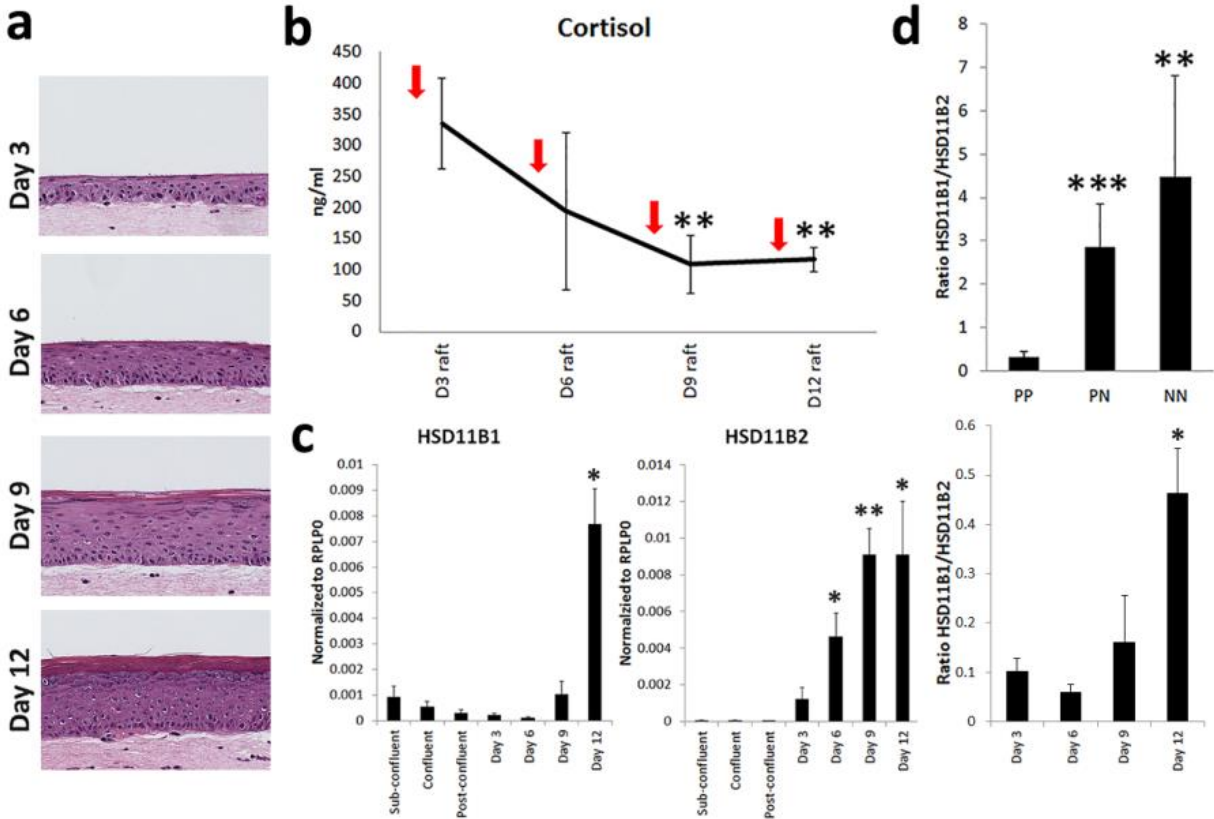 a
Day 3
Day 6
Day 9
Day 12
b
Cortisol
ng/ml
450
400
350
300
250
200
150
100
50
0
** **
D3 raft
D6 raft
D9 raft
D12 raft
c
HSD11B1
Normalized to RPLP0
0.01
0.009
0.008
0.007
0.006
0.005
0.004
0.003
0.002
0.001
0
*
Sub-confluent
Confluent
Post-confluent
Day 3
Day 6
Day 9
Day 12
HSD11B2
Normalzied to RPLP0
0.014
0.012
0.01
0.008
0.006
0.004
0.002
0
*
**
*
Sub-confluent
Confluent
Post-confluent
Day 3
Day 6
Day 9
Day 12
d
Ratio HSD11B1/HSD11B2
8
7
6
5
4
3
2
1
0
***
**
PP
PN
NN
Ratio HSD11B1/HSD11B2
0.6
0.5
0.4
0.3
0.2
0.1
0
*
Day 3
Day 6
Day 9
Day 12